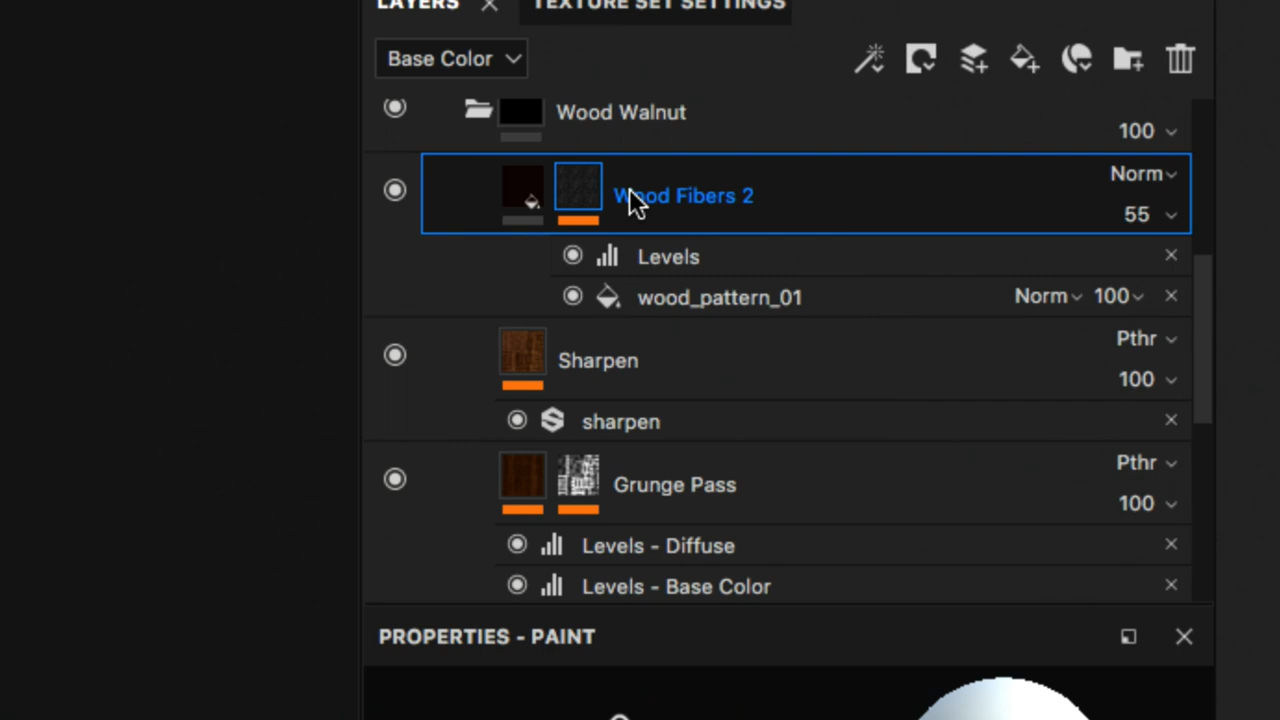 LAYERS TEXTURE SET SETTINGS
Base Color
Wood Walnut
100
Norm
Wood Fibers 2
55
Levels
wood_pattern_01 Norm 100
Pthr
Sharpen
100
sharpen
Pthr
Grunge Pass
100
Levels - Diffuse
Levels - Base Color
PROPERTIES - PAINT